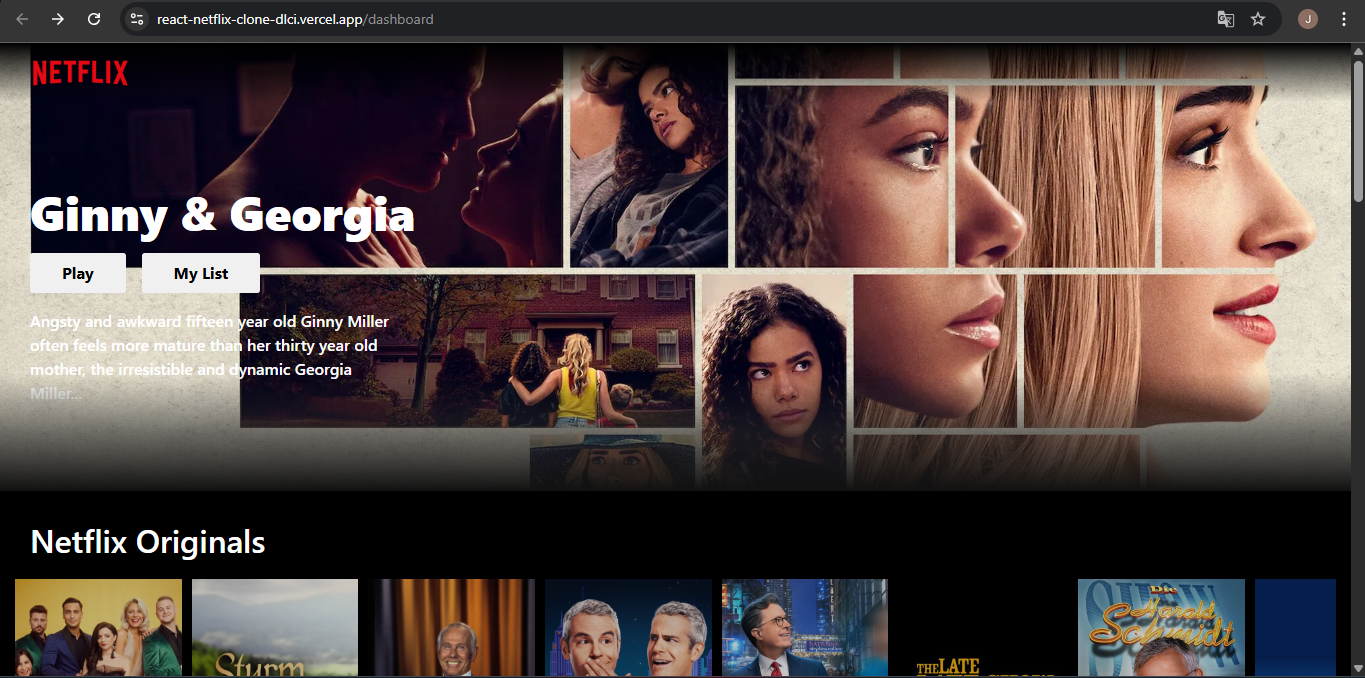 react-netflix-clone-dlci.vercel.app/dashboard
J
NETFLIX
Ginny & Georgia
Play
My List
Angsty and awkward fifteen year old Ginny Miller
often feels more mature than her thirty year old
mother, the irresistible and dynamic Georgia
Miller...
Netflix Originals
Sturm
Die
Harald
Schmidt
THE LATE